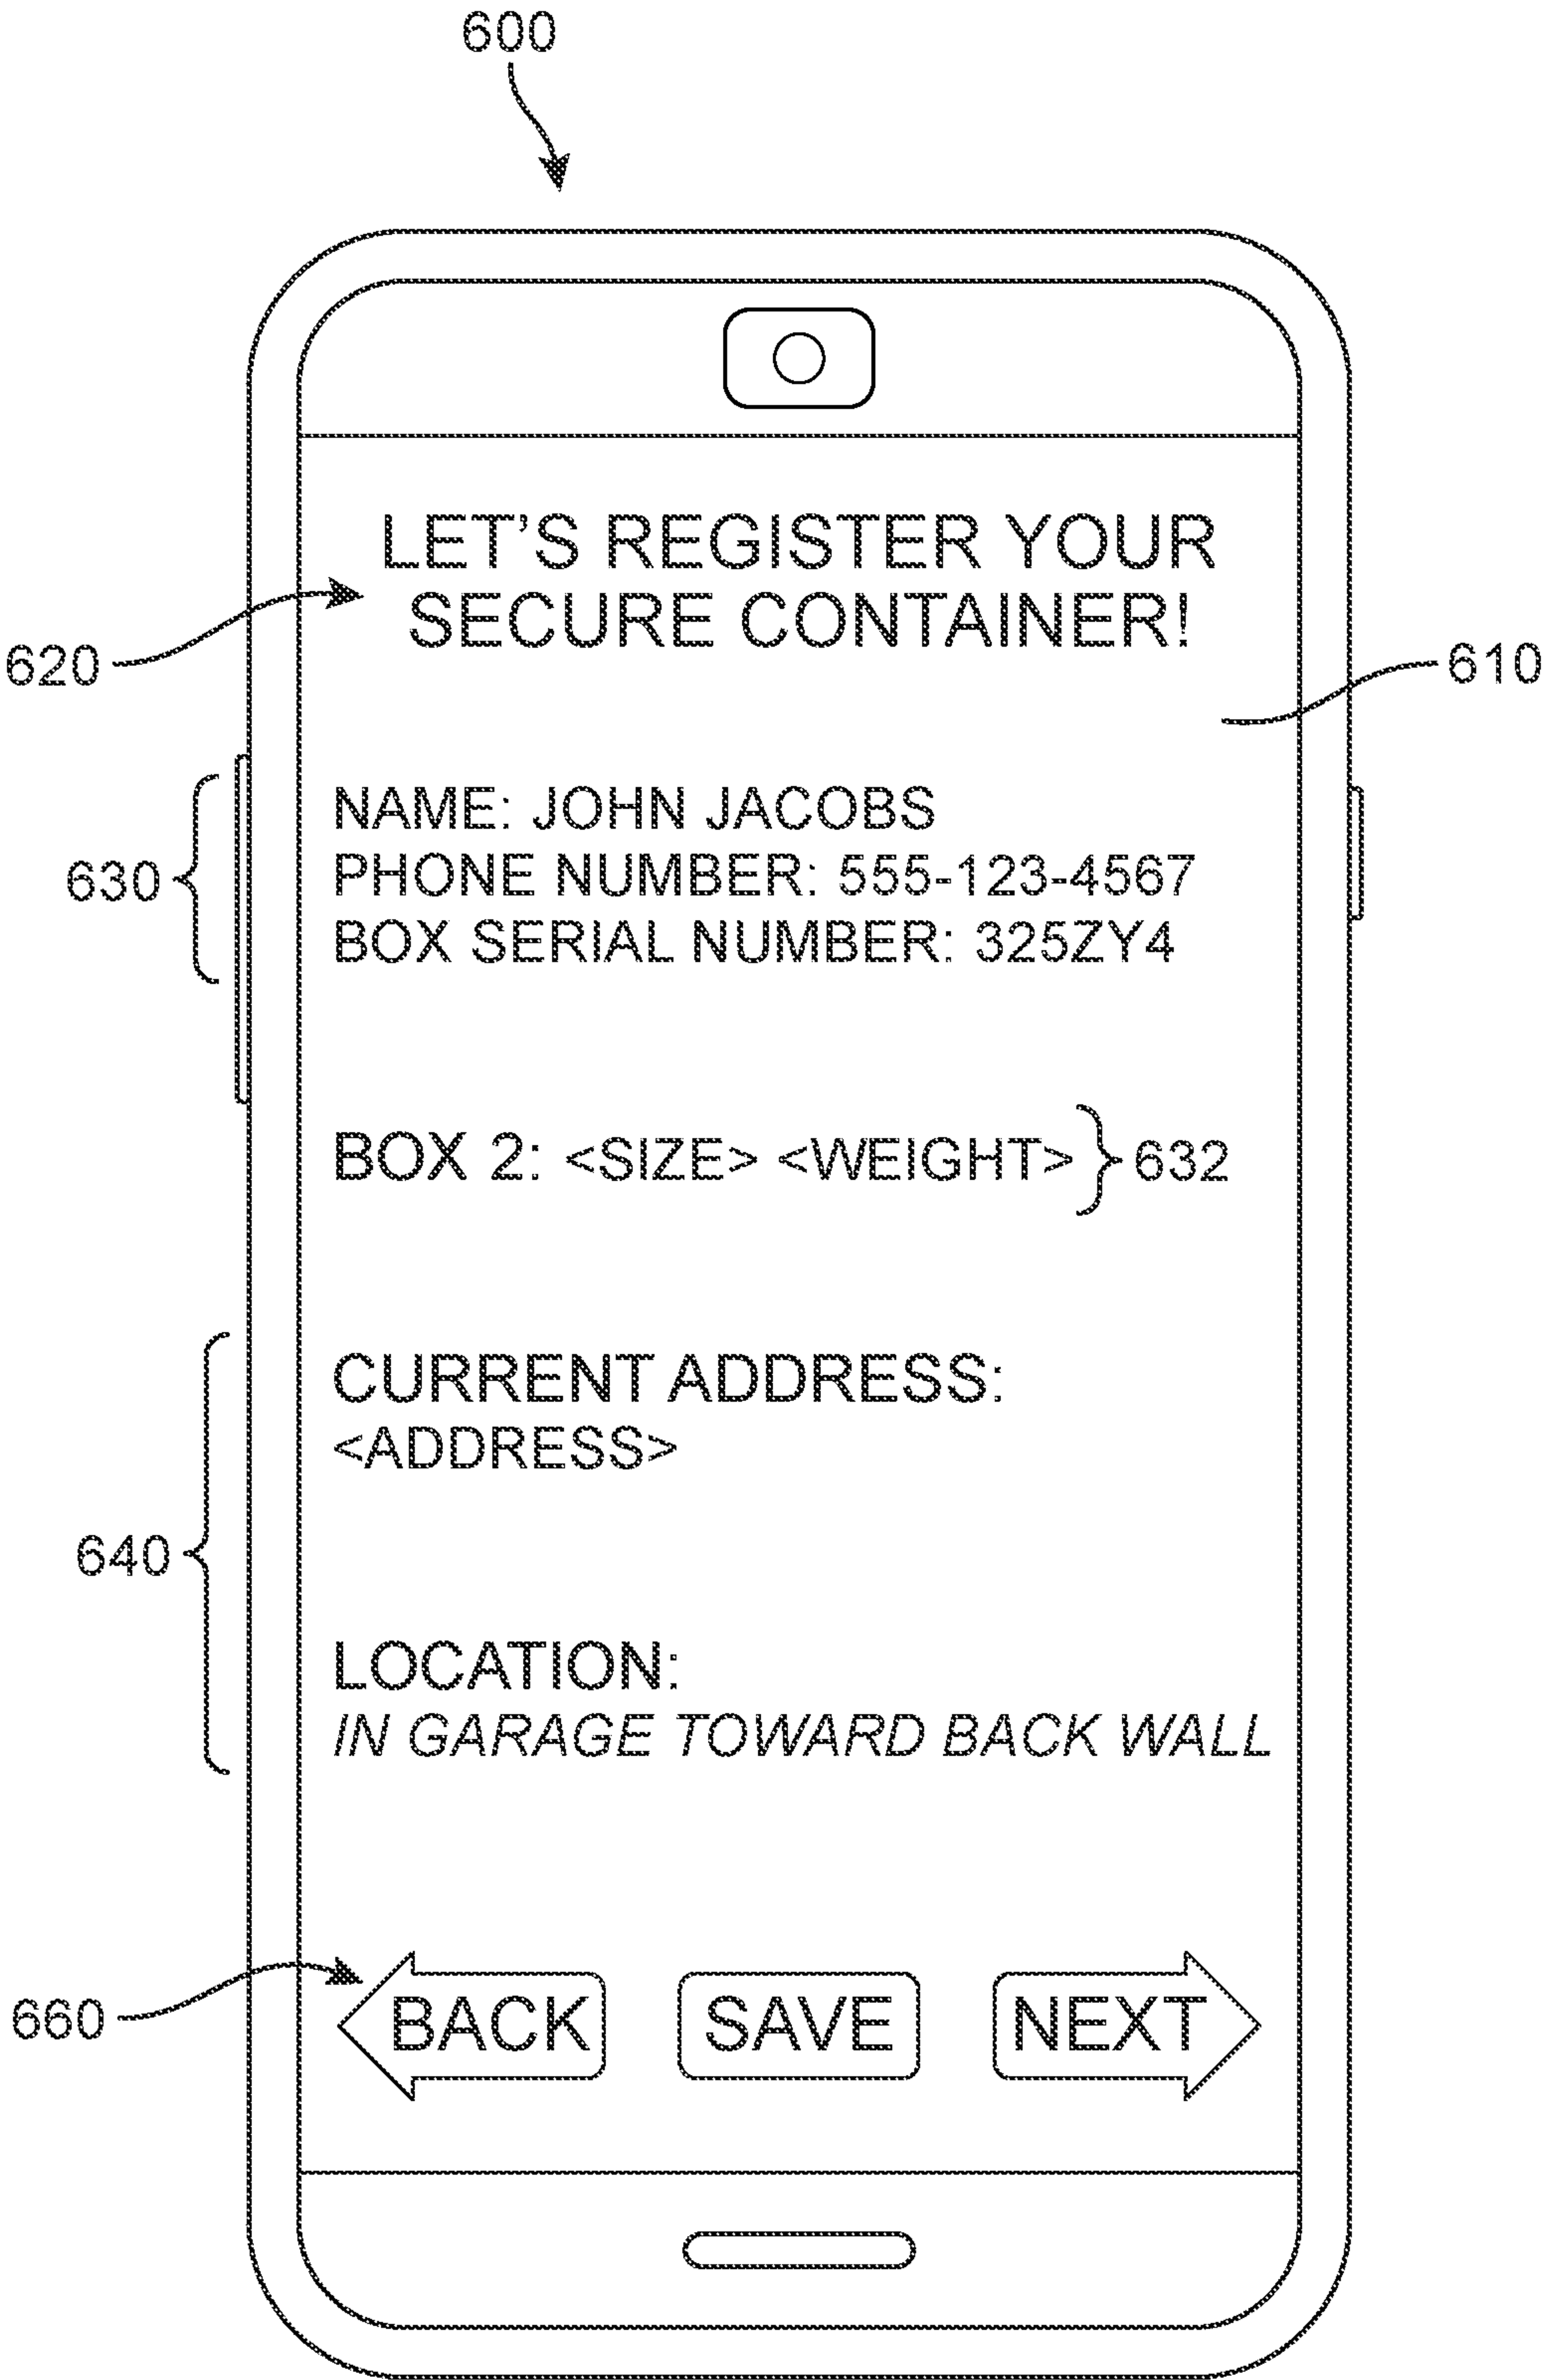 600
LET'S REGISTER YOUR
SECURE CONTAINER!
620
610
NAME: JOHN JACOBS
PHONE NUMBER: 555-123-4567
BOX SERIAL NUMBER: 325ZY4
630
BOX 2: <SIZE> <WEIGHT>
632
CURRENT ADDRESS:
<ADDRESS>
640
LOCATION:
IN GARAGE TOWARD BACK WALL
660
BACK
SAVE
NEXT